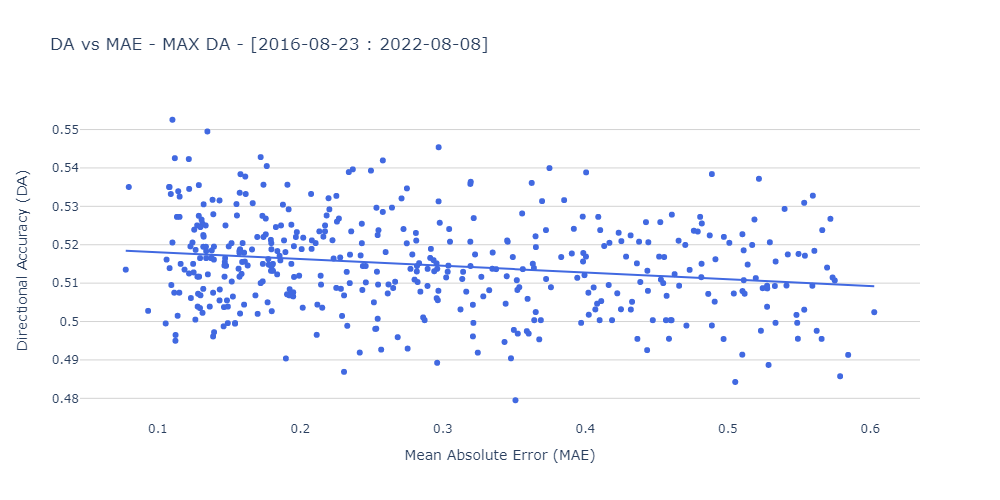 DA vs MAE - MAX DA - [2016-08-23 : 2022-08-08]
0.55
0.54
0.53
0.52
0.51
0.5
0.49
0.48
Directional Accuracy (DA)
0.1 0.2 0.3 0.4 0.5 0.6
Mean Absolute Error (MAE)